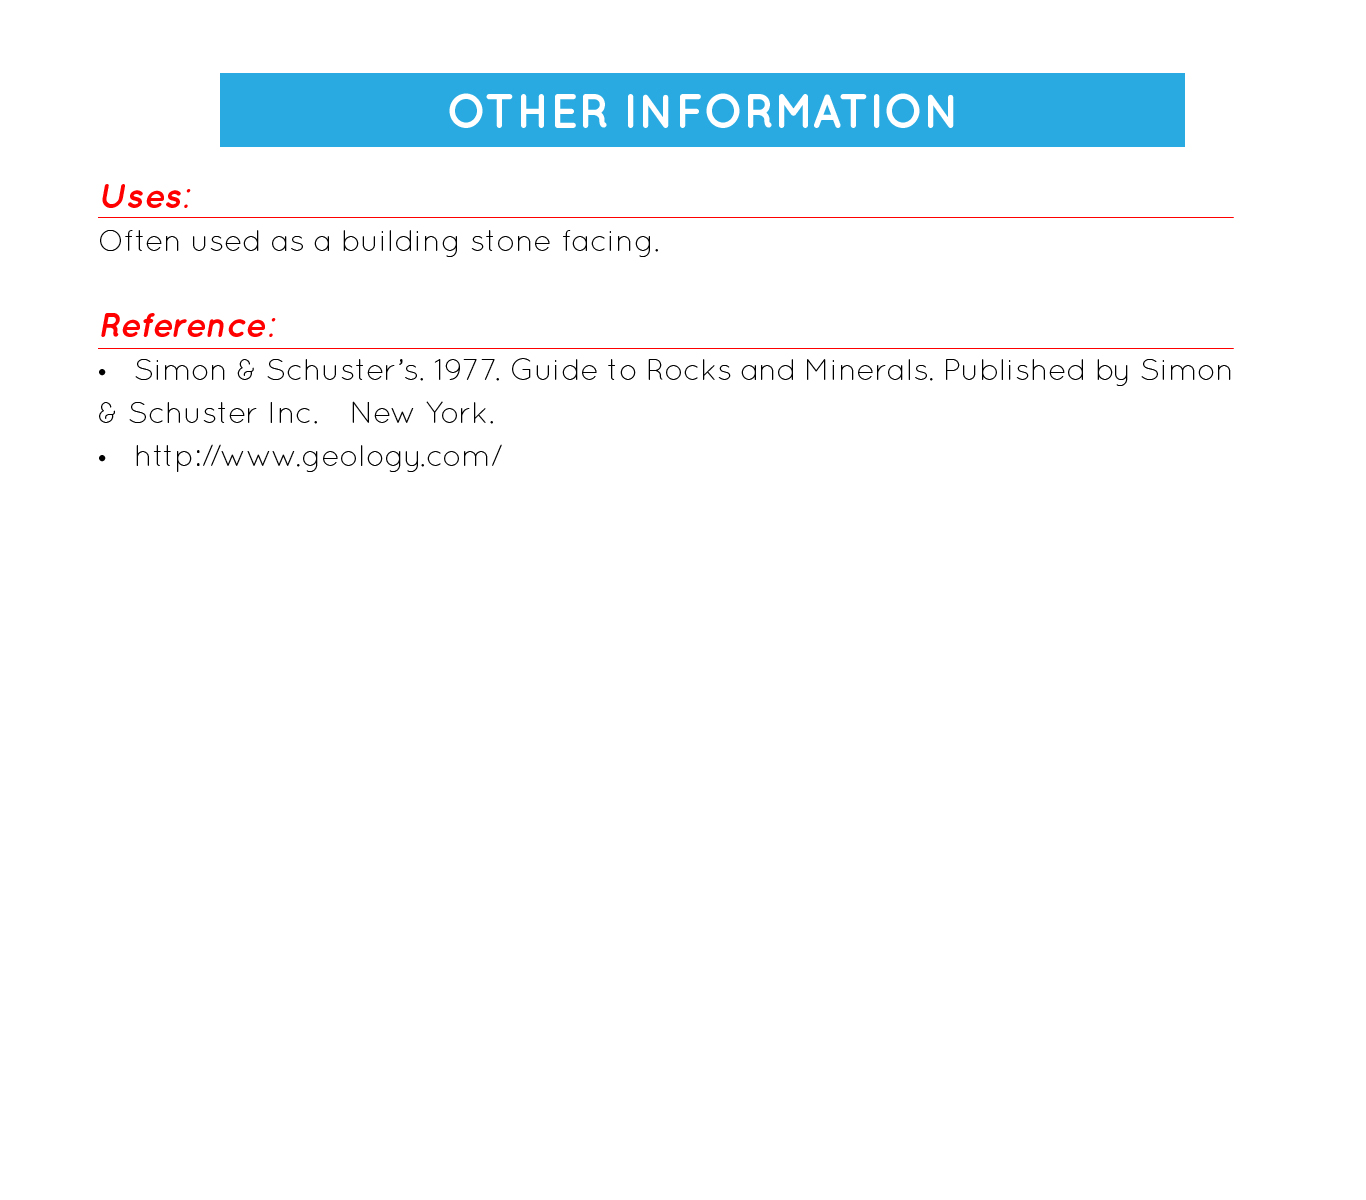 OTHER INFORMATION
Uses:
Often used as a building stone facing.
Reference:
• Simon & Schuster’s. 1977. Guide to Rocks and Minerals. Published by Simon
& Schuster Inc.   New York.
• http://www.geology.com/